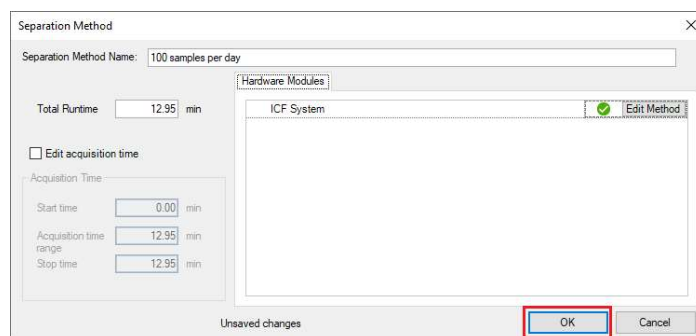 Separation Method
Separation Method Name: 100 samples per day
Hardware Modules
Total Runtime 12.95 min
ICF System Edit Method
Edit acquisition time
Acquisition Time
Start time 0.00 min
Acquisition time range 12.95 min
Stop time 12.95 min
Unsaved changes OK Cancel